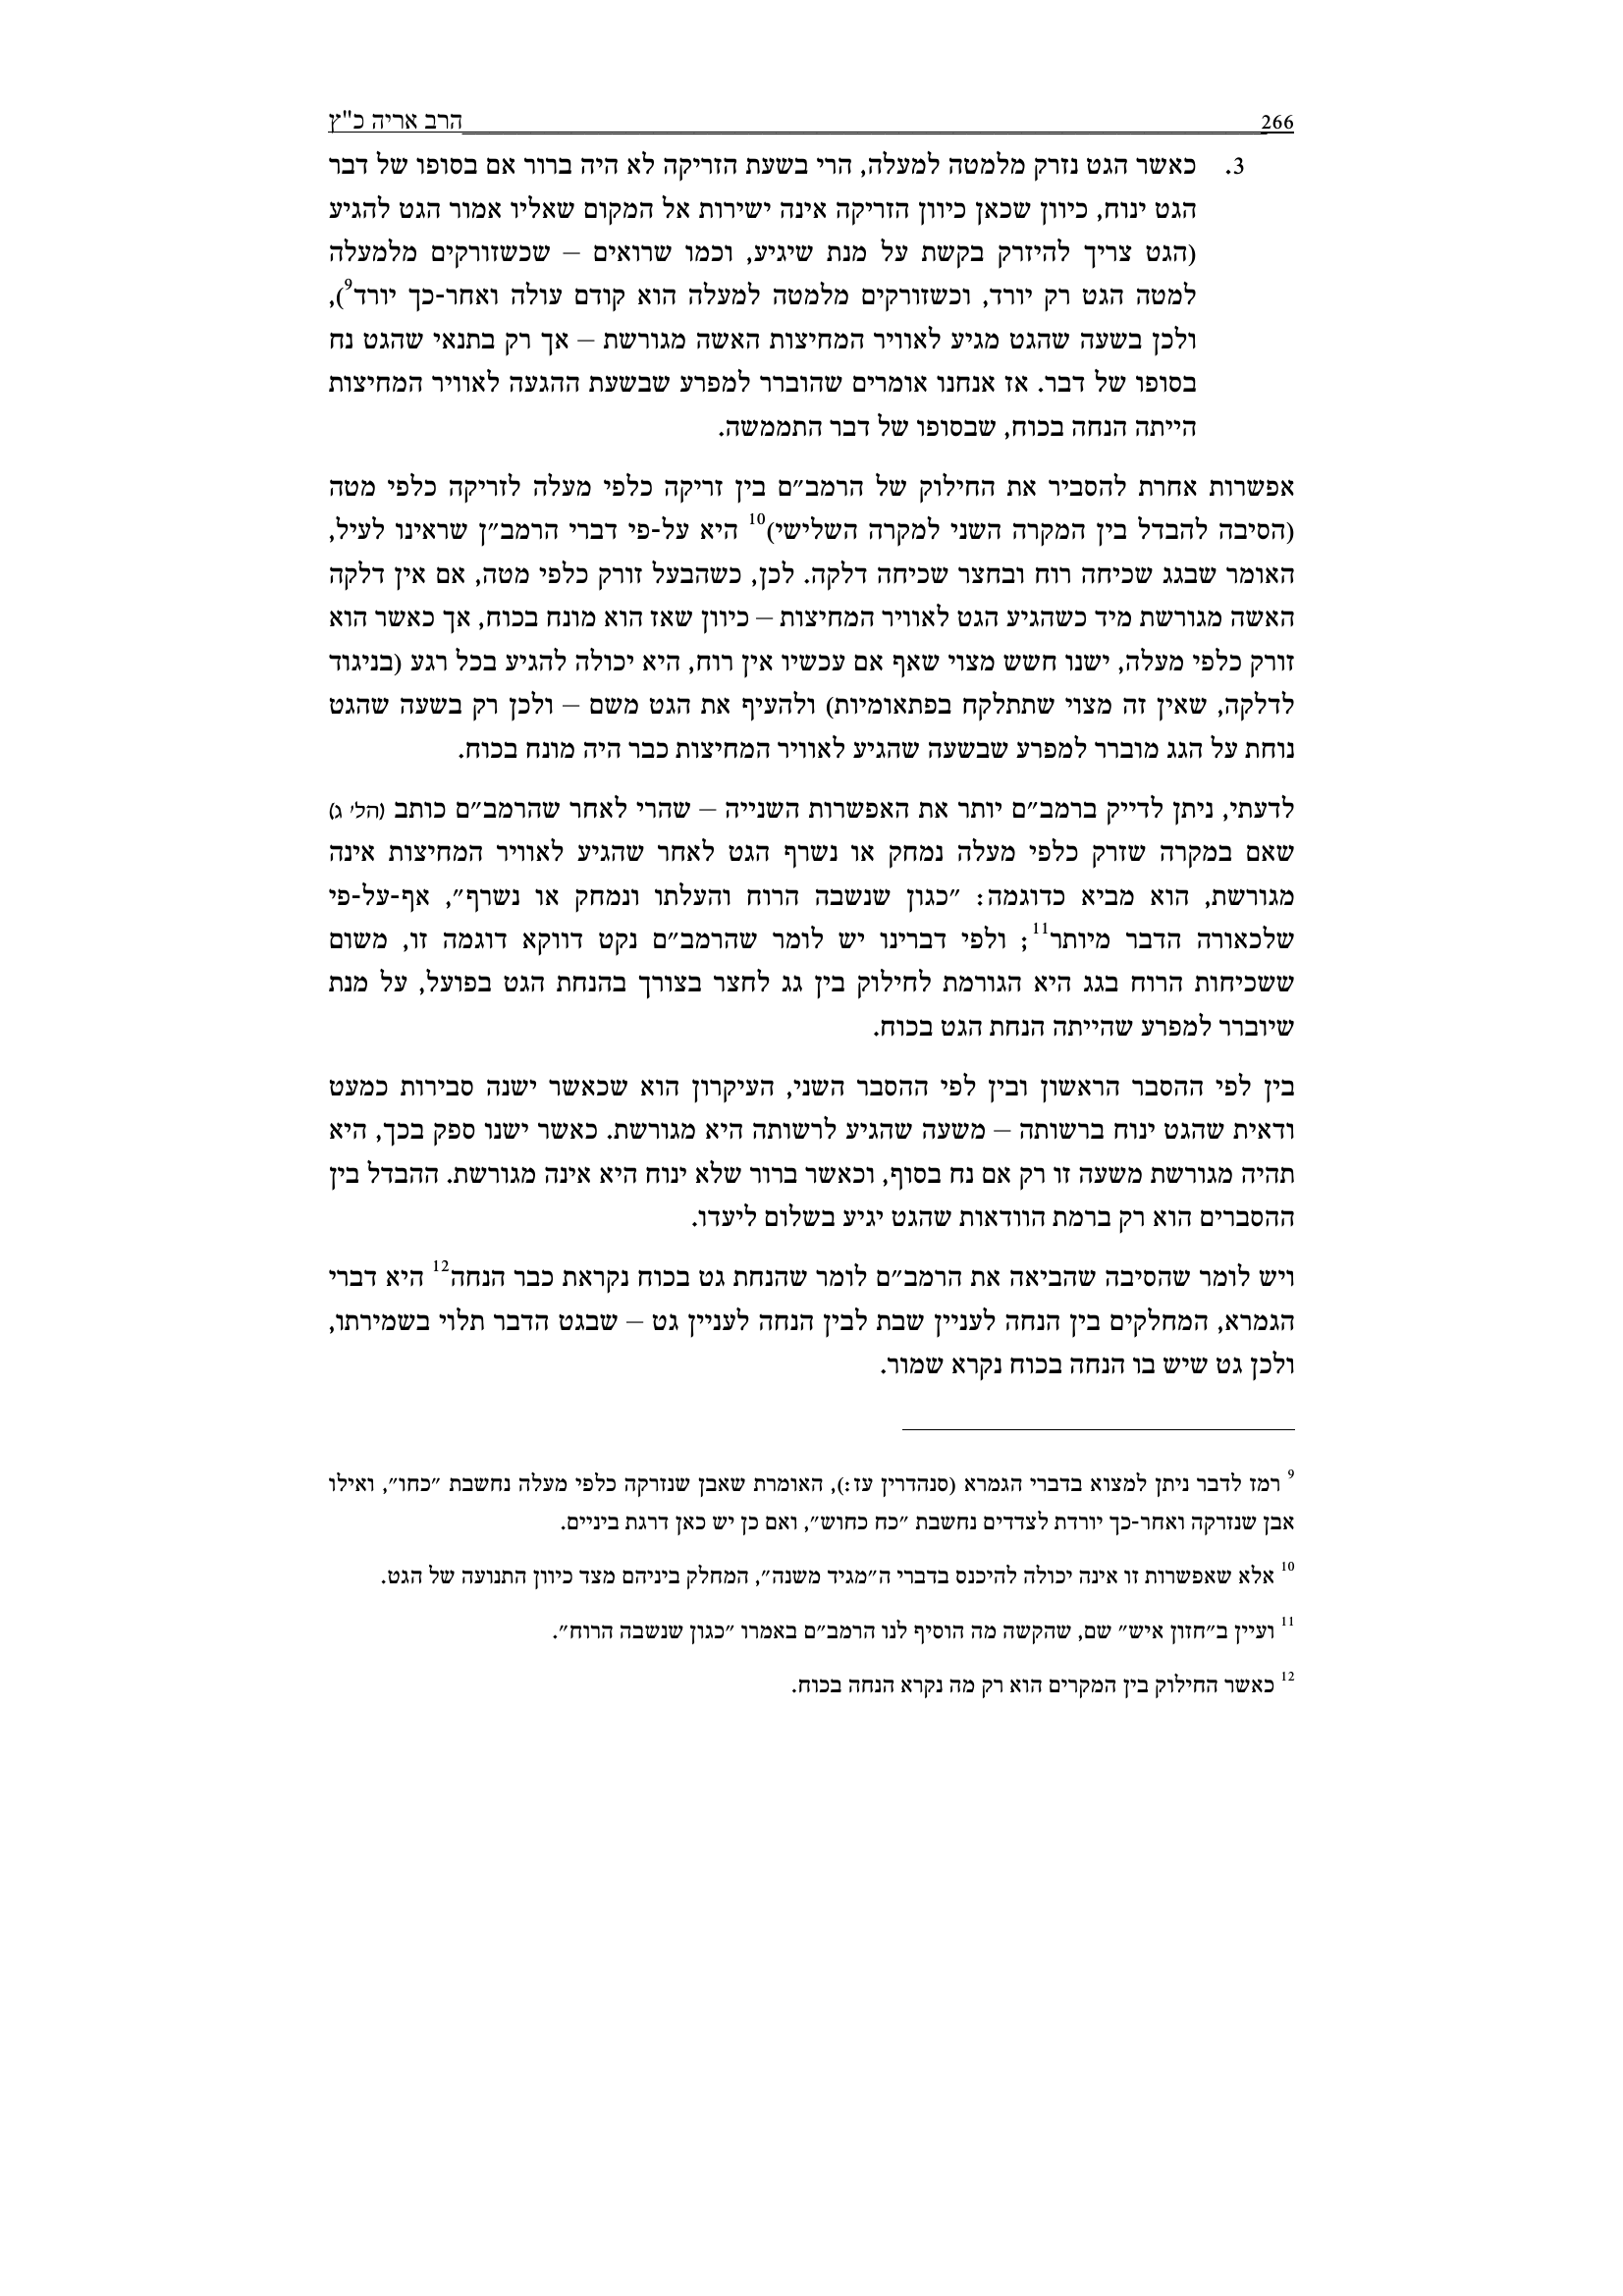 266 הרב אריה כ"ץ
3. כאשר הגט נזרק מלמטה למעלה, הרי בשעת הזריקה לא היה ברור אם בסופו של דבר
הגט ינוח, כיוון שכאן כיוון הזריקה אינה ישירות אל המקום שאליו אמור הגט להגיע
(הגט צריך להיזרק בקשת על מנת שיגיע, וכמו שרואים – שכשזורקים מלמעלה
למטה הגט רק יורד, וכשזורקים מלמטה למעלה הוא קודם עולה ואחר-כך יורד9),
ולכן בשעה שהגט מגיע לאוויר המחיצות האשה מגורשת – אך רק בתנאי שהגט נח
בסופו של דבר. אז אנחנו אומרים שהוברר למפרע שבשעת ההגעה לאוויר המחיצות
הייתה הנחה בכוח, שבסופו של דבר התממשה.
אפשרות אחרת להסביר את החילוק של הרמב״ם בין זריקה כלפי מעלה לזריקה כלפי מטה
(הסיבה להבדל בין המקרה השני למקרה השלישי)10 היא על-פי דברי הרמב״ן שראינו לעיל,
האומר שבגג שכיחה רוח ובחצר שכיחה דלקה. לכן, כשהבעל זורק כלפי מטה, אם אין דלקה
האשה מגורשת מיד כשהגיע הגט לאוויר המחיצות – כיוון שאז הוא מונח בכוח, אך כאשר הוא
זורק כלפי מעלה, ישנו חשש מצוי שאף אם עכשיו אין רוח, היא יכולה להגיע בכל רגע (בניגוד
לדלקה, שאין זה מצוי שתתלקח בפתאומיות) ולהעיף את הגט משם – ולכן רק בשעה שהגט
נוחת על הגג מוברר למפרע שבשעה שהגיע לאוויר המחיצות כבר היה מונח בכוח.
לדעתי, ניתן לדייק ברמב״ם יותר את האפשרות השנייה – שהרי לאחר שהרמב״ם כותב (הל׳ ג)
שאם במקרה שזרק כלפי מעלה נמחק או נשרף הגט לאחר שהגיע לאוויר המחיצות אינה
מגורשת, הוא מביא כדוגמה: ״כגון שנשבה הרוח והעלתו ונמחק או נשרף״, אף-על-פי
שלכאורה הדבר מיותר11; ולפי דברינו יש לומר שהרמב״ם נקט דווקא דוגמה זו, משום
ששכיחות הרוח בגג היא הגורמת לחילוק בין גג לחצר בצורך בהנחת הגט בפועל, על מנת
שיוברר למפרע שהייתה הנחת הגט בכוח.
בין לפי ההסבר הראשון ובין לפי ההסבר השני, העיקרון הוא שכאשר ישנה סבירות כמעט
ודאית שהגט ינוח ברשותה – משעה שהגיע לרשותה היא מגורשת. כאשר ישנו ספק בכך, היא
תהיה מגורשת משעה זו רק אם נח בסוף, וכאשר ברור שלא ינוח היא אינה מגורשת. ההבדל בין
ההסברים הוא רק ברמת הוודאות שהגט יגיע בשלום ליעדו.
ויש לומר שהסיבה שהביאה את הרמב״ם לומר שהנחת גט בכוח נקראת כבר הנחה12 היא דברי
הגמרא, המחלקים בין הנחה לעניין שבת לבין הנחה לעניין גט – שבגט הדבר תלוי בשמירתו,
ולכן גט שיש בו הנחה בכוח נקרא שמור.
9 רמז לדבר ניתן למצוא בדברי הגמרא (סנהדרין עז:), האומרת שאבן שנזרקה כלפי מעלה נחשבת ״כחו״, ואילו
אבן שנזרקה ואחר-כך יורדת לצדדים נחשבת ״כח כחוש״, ואם כן יש כאן דרגת ביניים.
10 אלא שאפשרות זו אינה יכולה להיכנס בדברי ה״מגיד משנה״, המחלק ביניהם מצד כיוון התנועה של הגט.
11 ועיין ב״חזון איש״ שם, שהקשה מה הוסיף לנו הרמב״ם באמרו ״כגון שנשבה הרוח״.
12 כאשר החילוק בין המקרים הוא רק מה נקרא הנחה בכוח.